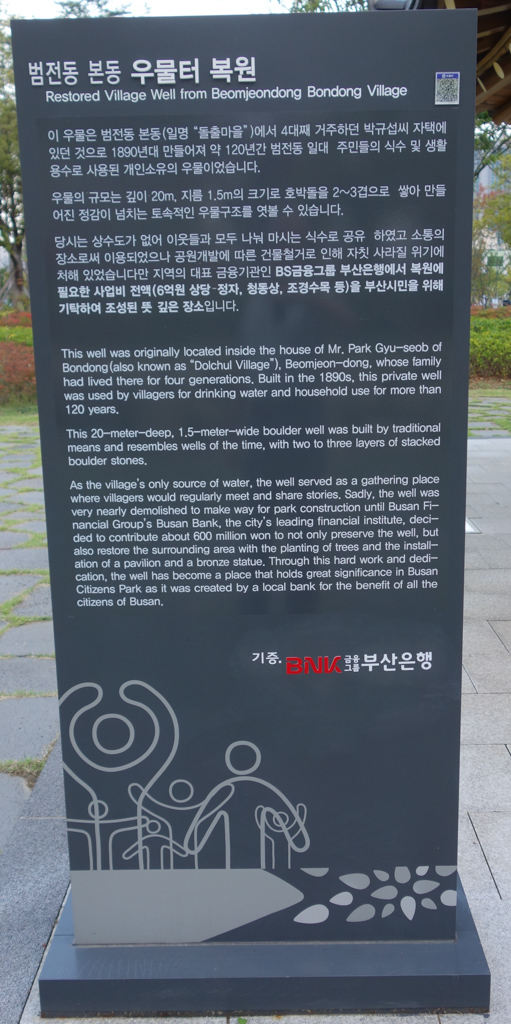 범전동 본동 우물터 복원
Restored Village Well from Beomjeondong Bondong Village
이 우물은 범전동 본동(일명 "돌출마을")에서 4대째 거주하던 박규섭씨 자택에
있던 것으로 1890년대 만들어져 약 120년간 범전동 일대 주민들의 식수 및 생활
용수로 사용된 개인소유의 우물이었습니다.
우물의 규모는 깊이 20m, 지름 1.5m의 크기로 호박돌을 2~3겹으로 쌓아 만들
어진 정감이 넘치는 토속적인 우물구조를 엿볼 수 있습니다.
당시는 상수도가 없어 이웃들과 모두 나눠 마시는 식수로 공유 하였고 소통의
장소로써 이용되었으나 공원개발에 따른 건물철거로 인해 자칫 사라질 위기에
처해 있었습니다만 지역의 대표 금융기관인 BS금융그룹 부산은행에서 복원에
필요한 사업비 전액(6억원 상당-정자, 청동상, 조경수목 등)을 부산시민을 위해
기탁하여 조성된 뜻 깊은 장소입니다.
This well was originally located inside the house of Mr. Park Gyu-seob of
Bondong(also known as "Dolchul Village"), Beomjeon-dong, whose family
had lived there for four generations. Built in the 1890s, this private well
was used by villagers for drinking water and household use for more than
120 years.
This 20-meter-deep, 1.5-meter-wide boulder well was built by traditional
means and resembles wells of the time, with two to three layers of stacked
boulder stones.
As the village's only source of water, the well served as a gathering place
where villagers would regularly meet and share stories. Sadly, the well was
very nearly demolished to make way for park construction until Busan Fi-
nancial Group's Busan Bank, the city's leading financial institute, deci-
ded to contribute about 600 million won to not only preserve the well, but
also restore the surrounding area with the planting of trees and the install-
ation of a pavilion and a bronze statue. Through this hard work and dedi-
cation, the well has become a place that holds great significance in Busan
Citizens Park as it was created by a local bank for the benefit of all the
citizens of Busan.
기증. BNK 금융그룹 부산은행